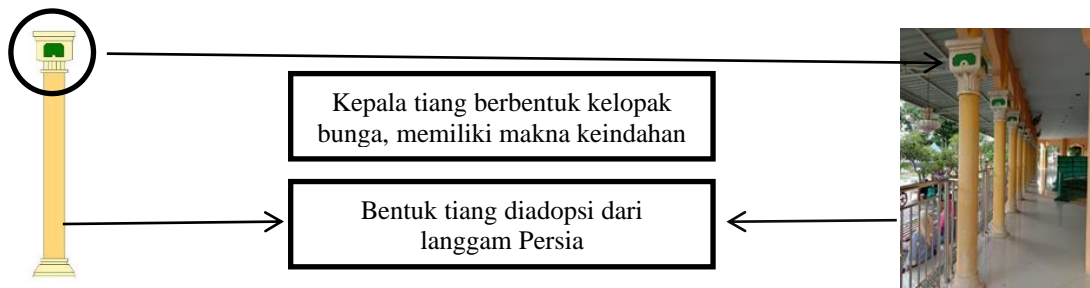 Kepala tiang berbentuk kelopak
bunga, memiliki makna keindahan
Bentuk tiang diadopsi dari
langgam Persia